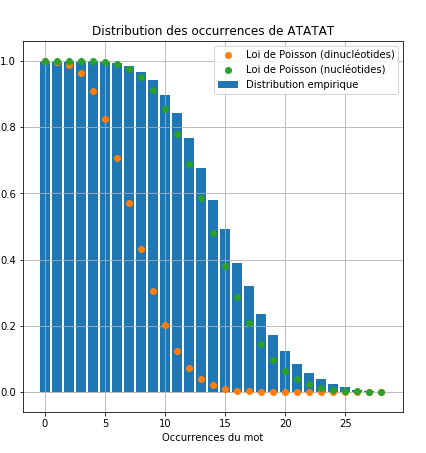 Distribution des occurrences de ATATAT
Loi de Poisson (dinucléotides)
Loi de Poisson (nucléotides)
Distribution empirique
1.0
0.8
0.6
0.4
0.2
0.0
0 5 10 15 20 25
Occurrences du mot